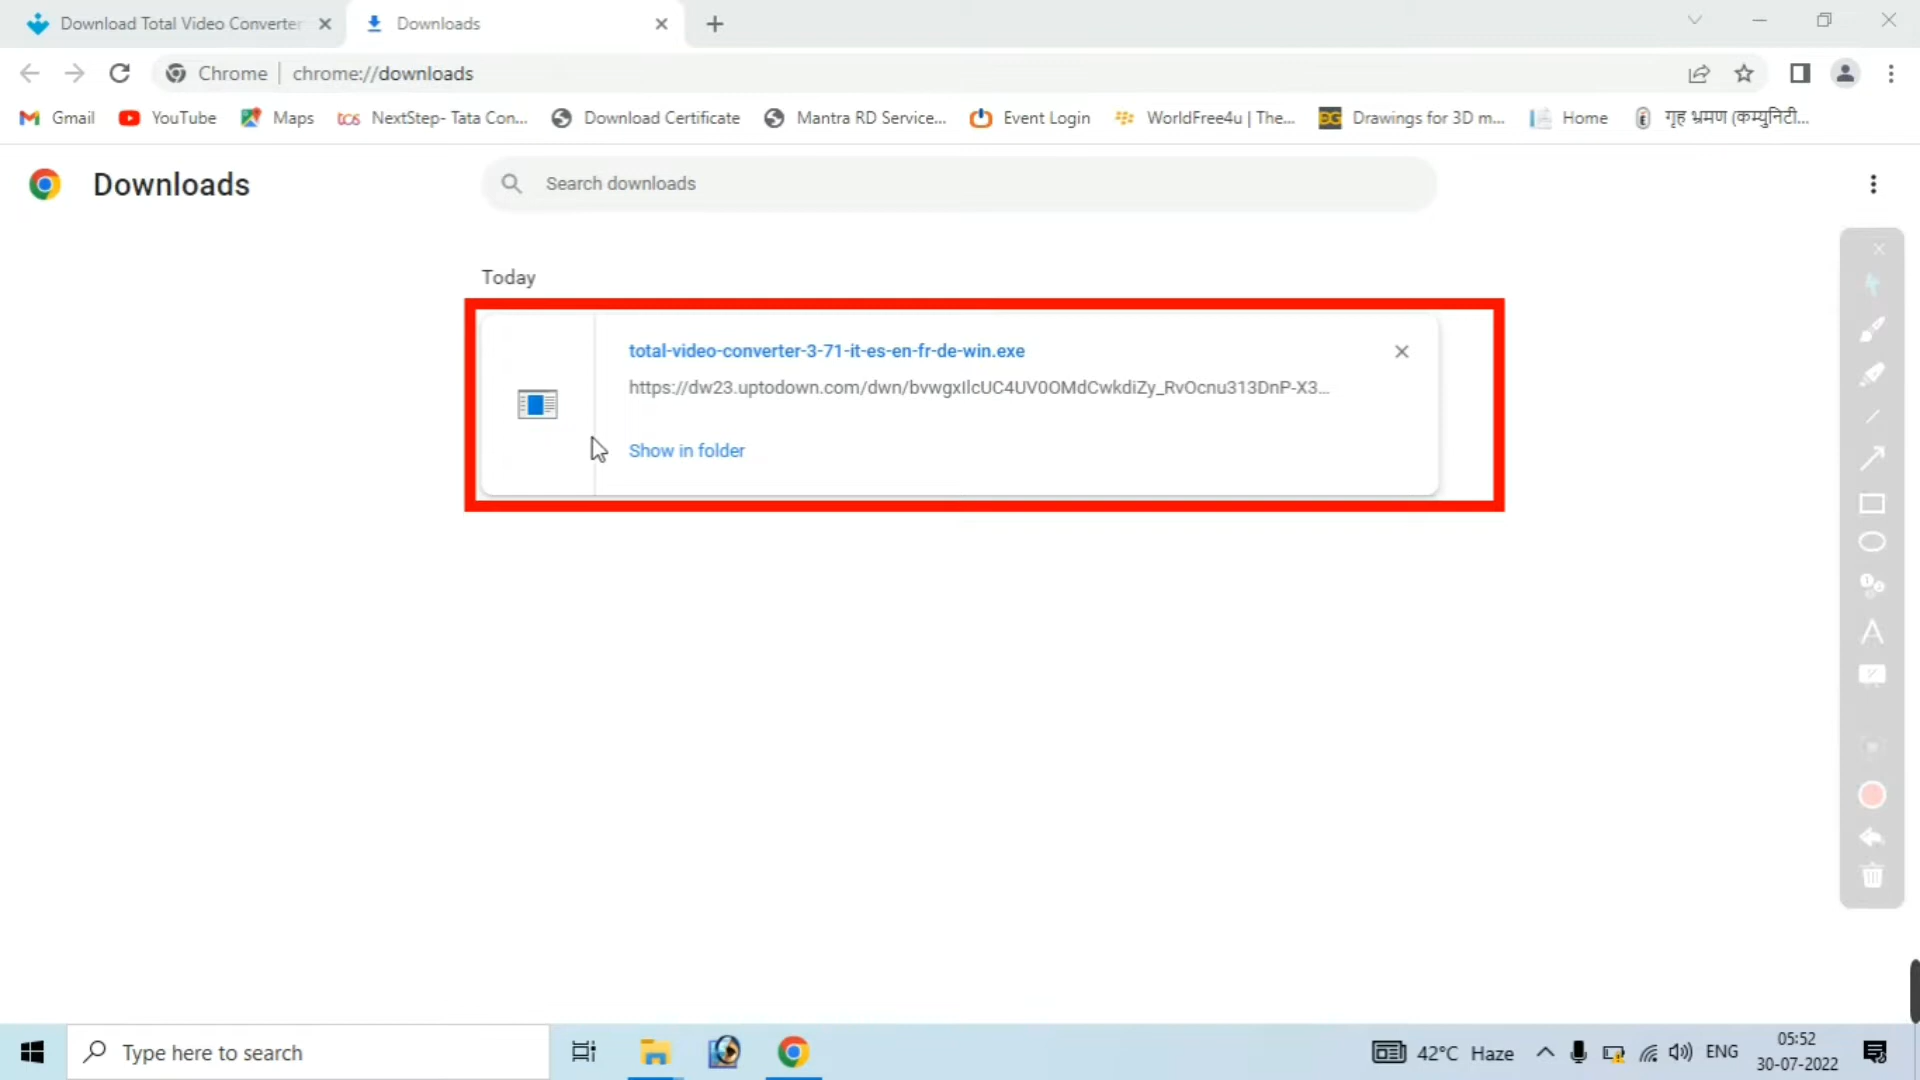 Download Total Video Converter
Downloads
Chrome
chrome://downloads
Gmail
YouTube
Maps
tcs NextStep- Tata Con...
Download Certificate
Mantra RD Service...
Event Login
WorldFree4u | The...
DG Drawings for 3D m...
Home
गृह भ्रमण (कम्युनिटी...
Downloads
Search downloads
Today
total-video-converter-3-71-it-es-en-fr-de-win.exe
https://dw23.uptodown.com/dwn/bvwgxIlcUC4UV0OMdCwkdiZy_RvOcnu313DnP-X3...
Show in folder
Type here to search
42°C Haze
ENG
05:52
30-07-2022